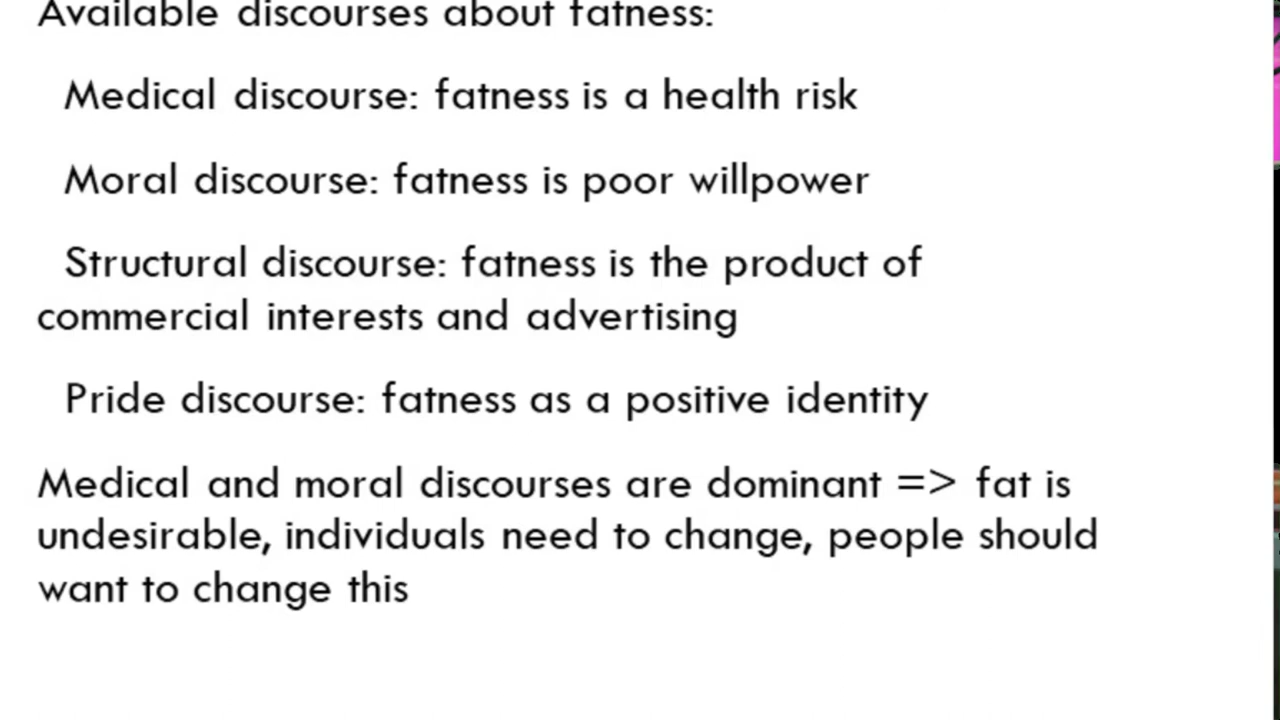 Available discourses about fatness:
Medical discourse: fatness is a health risk
Moral discourse: fatness is poor willpower
Structural discourse: fatness is the product of
commercial interests and advertising
Pride discourse: fatness as a positive identity
Medical and moral discourses are dominant => fat is
undesirable, individuals need to change, people should
want to change this